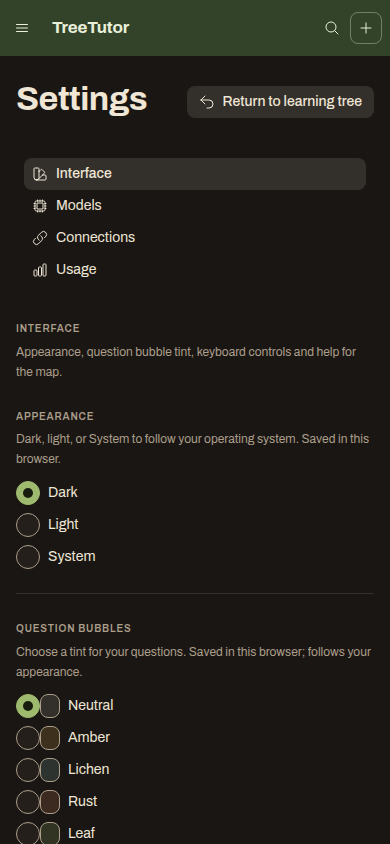 TreeTutor
Settings
Return to learning tree
Interface
Models
Connections
Usage
INTERFACE
Appearance, question bubble tint, keyboard controls and help for
the map.
APPEARANCE
Dark, light, or System to follow your operating system. Saved in this
browser.
Dark
Light
System
QUESTION BUBBLES
Choose a tint for your questions. Saved in this browser; follows your
appearance.
Neutral
Amber
Lichen
Rust
Leaf